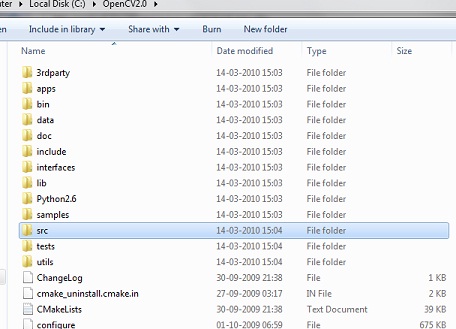 uter ▸ Local Disk (C:) ▸ OpenCV2.0 ▸
en Include in library Share with Burn New folder
Name Date modified Type Size
3rdparty 14-03-2010 15:03 File folder
apps 14-03-2010 15:03 File folder
bin 14-03-2010 15:03 File folder
data 14-03-2010 15:03 File folder
doc 14-03-2010 15:03 File folder
include 14-03-2010 15:03 File folder
interfaces 14-03-2010 15:03 File folder
lib 14-03-2010 15:03 File folder
Python2.6 14-03-2010 15:03 File folder
samples 14-03-2010 15:03 File folder
src 14-03-2010 15:04 File folder
tests 14-03-2010 15:04 File folder
utils 14-03-2010 15:04 File folder
ChangeLog 30-09-2009 21:38 File 1 KB
cmake_uninstall.cmake.in 27-09-2009 03:17 IN File 2 KB
CMakeLists 30-09-2009 21:38 Text Document 39 KB
configure 01-10-2009 06:59 File 675 KB